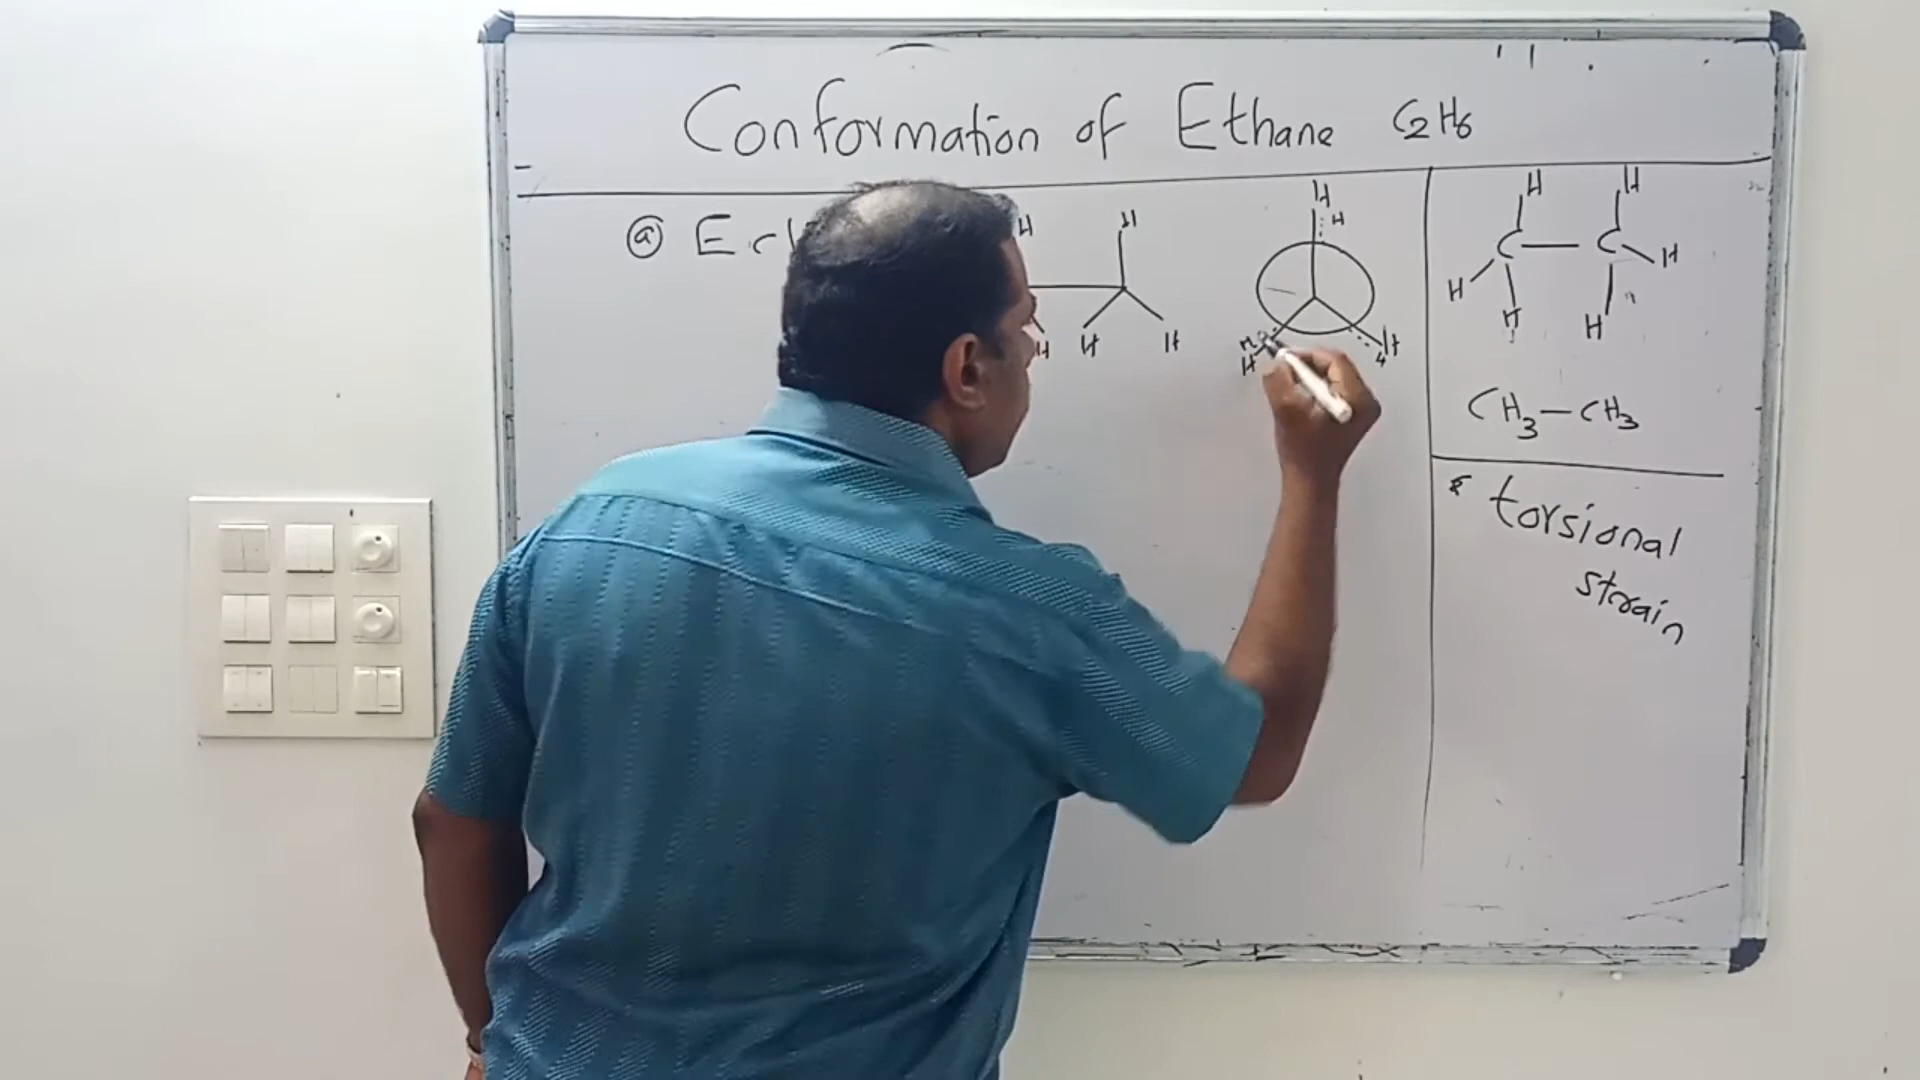 Conformation of Ethane C2H6
ⓐ Ecl
H
H
H
H
H
H
H
H
H
H
H
H
H
C — C
H
H
H
H
CH3—CH3
torsional
strain